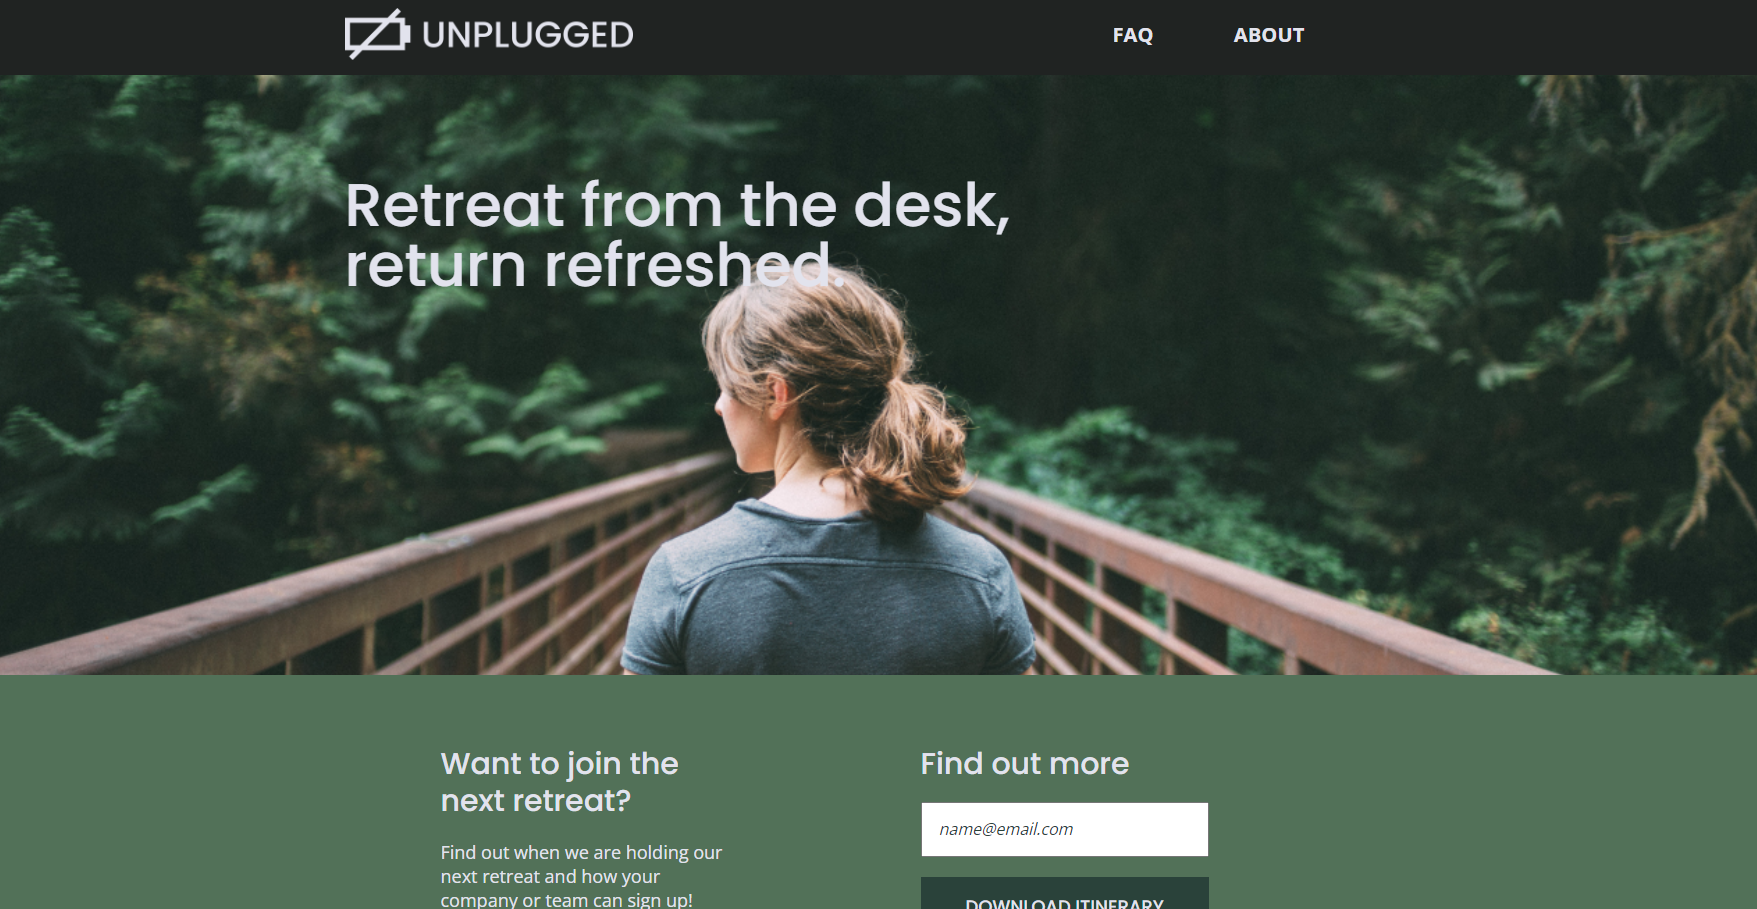 UNPLUGGED
FAQ
ABOUT
Retreat from the desk,
return refreshed.
Want to join the
next retreat?
Find out when we are holding our
next retreat and how your
company or team can sign up!
Find out more
name@email.com
DOWNLOAD ITINERARY